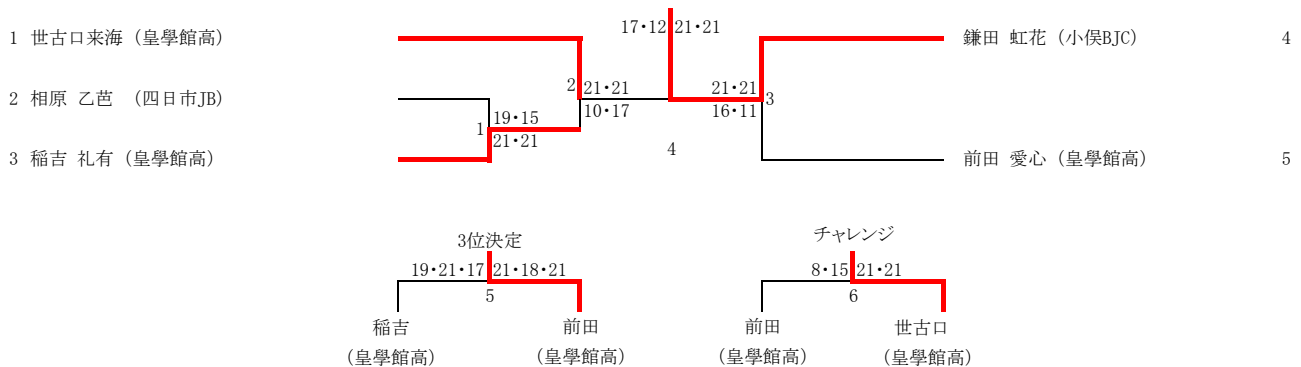 17・12 21・21
1 世古口来海 (皇學館高)
鎌田 虹花 (小俣BJC) 4
2 21・21
21・21
2 相原 乙芭 (四日市JB)
3
10・17
16・11
19・15
1
21・21
4
3 稲吉 礼有 (皇學館高)
前田 愛心 (皇學館高) 5
3位決定
チャレンジ
19・21・17 21・18・21
8・15 21・21
5
6
稲吉
前田
前田
世古口
(皇學館高)
(皇學館高)
(皇學館高)
(皇學館高)